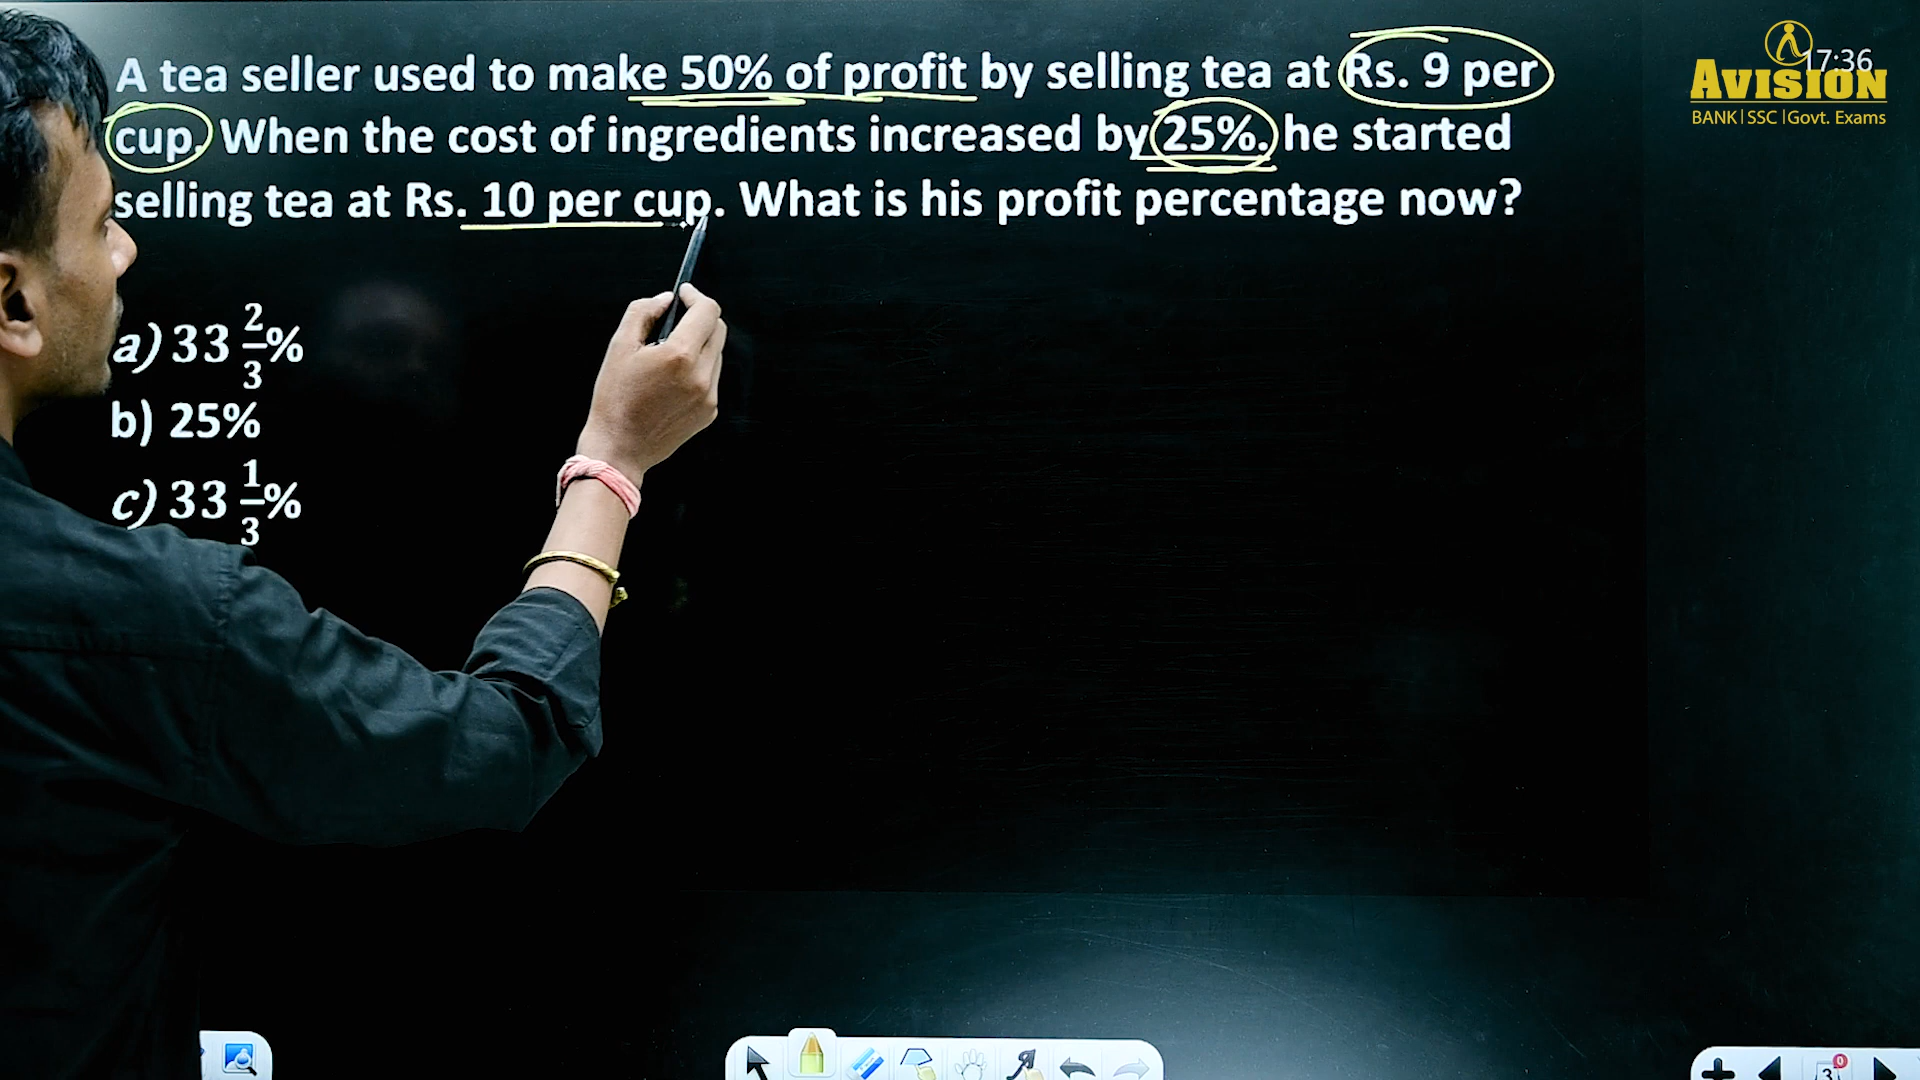 A tea seller used to make 50% of profit by selling tea at Rs. 9 per
cup. When the cost of ingredients increased by 25%. he started
selling tea at Rs. 10 per cup. What is his profit percentage now?
a) 33 2/3%
b) 25%
c) 33 1/3%
17:36
AVISION
BANK|SSC|Govt. Exams
3
0